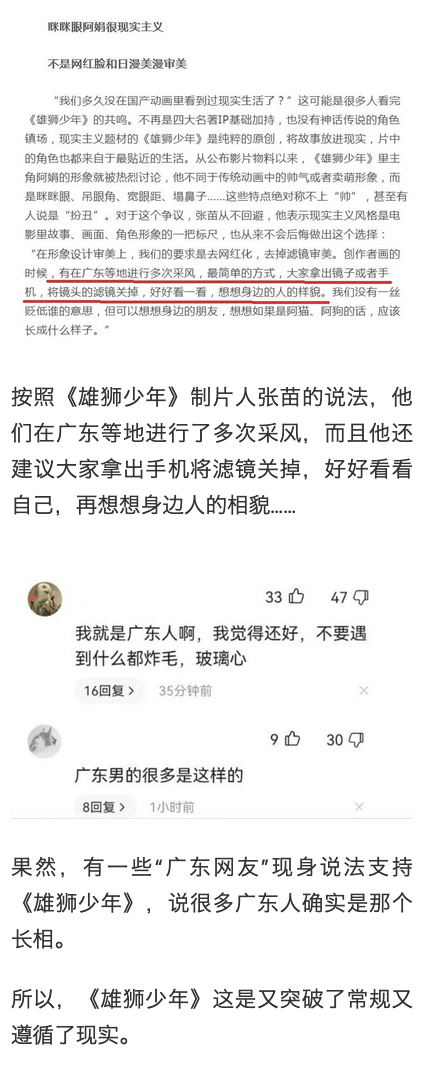 眯眯眼阿娟很现实主义
不是网红脸和日漫美漫审美
“我们多久没在国产动画里看到过现实生活了？”这可能是很多人看完
《雄狮少年》的共鸣。不再是四大名著IP基础加持，也没有神话传说的角色
镇场，现实主义题材的《雄狮少年》是纯粹的原创，将故事放进现实，片中
的角色也都来自于最贴近的生活。从公布影片物料以来，《雄狮少年》里主
角阿娟的形象就被热烈讨论，他不同于传统动画中的帅气或者卖萌形象，而
是眯眯眼、吊眼角、宽眼距、塌鼻子……这些特点绝对称不上“帅”，甚至有
人说是“扮丑”。对于这个争议，张苗从不回避，他表示现实主义风格是电
影里故事、画面、角色形象的一把标尺，也从来不会后悔做出这个选择：
“在形象设计审美上，我们的要求是去网红化，去掉滤镜审美。创作者画的
时候，有在广东等地进行多次采风，最简单的方式，大家拿出镜子或者手
机，将镜头的滤镜关掉，好好看一看，想想身边的人的样貌。我们没有一丝
贬低谁的意思，但可以想想身边的朋友，想想如果是阿猫、阿狗的话，应该
长成什么样子。”
按照《雄狮少年》制片人张苗的说法，他
们在广东等地进行了多次采风，而且他还
建议大家拿出手机将滤镜关掉，好好看看
自己，再想想身边人的相貌……
33 47
我就是广东人啊，我觉得还好，不要遇
到什么都炸毛，玻璃心
16回复 > 35分钟前 ×
9 30
广东男的很多是这样的
8回复 > 1小时前 ×
果然，有一些“广东网友”现身说法支持
《雄狮少年》，说很多广东人确实是那个
长相。
所以，《雄狮少年》这是又突破了常规又
遵循了现实。